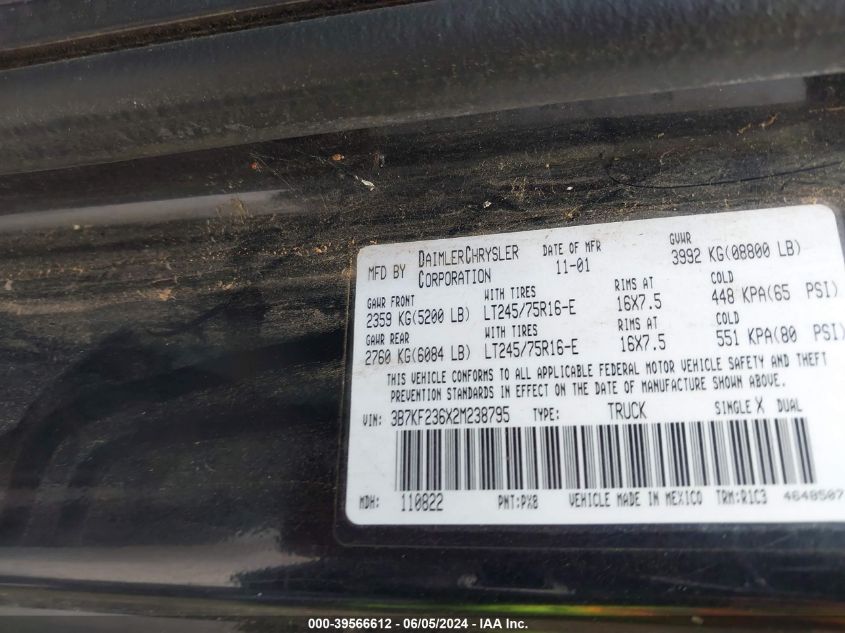 MFD BY DAIMLERCHRYSLER CORPORATION DATE OF MFR 11-01 GVWR 3992 KG(08800 LB)
GAWR FRONT WITH TIRES RIMS AT COLD
2359 KG(5200 LB) LT245/75R16-E 16X7.5 448 KPA(65 PSI)
GAWR REAR WITH TIRES RIMS AT COLD
2760 KG(6084 LB) LT245/75R16-E 16X7.5 551 KPA(80 PSI)
THIS VEHICLE CONFORMS TO ALL APPLICABLE FEDERAL MOTOR VEHICLE SAFETY AND THEFT
PREVENTION STANDARDS IN EFFECT ON THE DATE OF MANUFACTURE SHOWN ABOVE.
VIN: 3B7KF236X2M238795 TYPE: TRUCK SINGLE X DUAL
MDH: 110822 PNT:PX8 VEHICLE MADE IN MEXICO TRM:R1C3 4648507
000-39566612 - 06/05/2024 - IAA Inc.